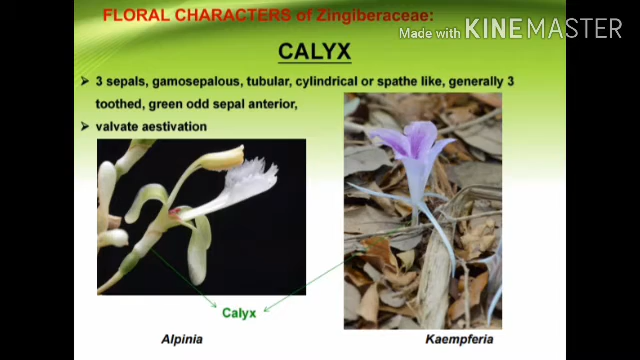 FLORAL CHARACTERS of Zingiberaceae:
Made with KINEMASTER
CALYX
➢ 3 sepals, gamosepalous, tubular, cylindrical or spathe like, generally 3
toothed, green odd sepal anterior,
➢ valvate aestivation
Calyx
Alpinia
Kaempferia